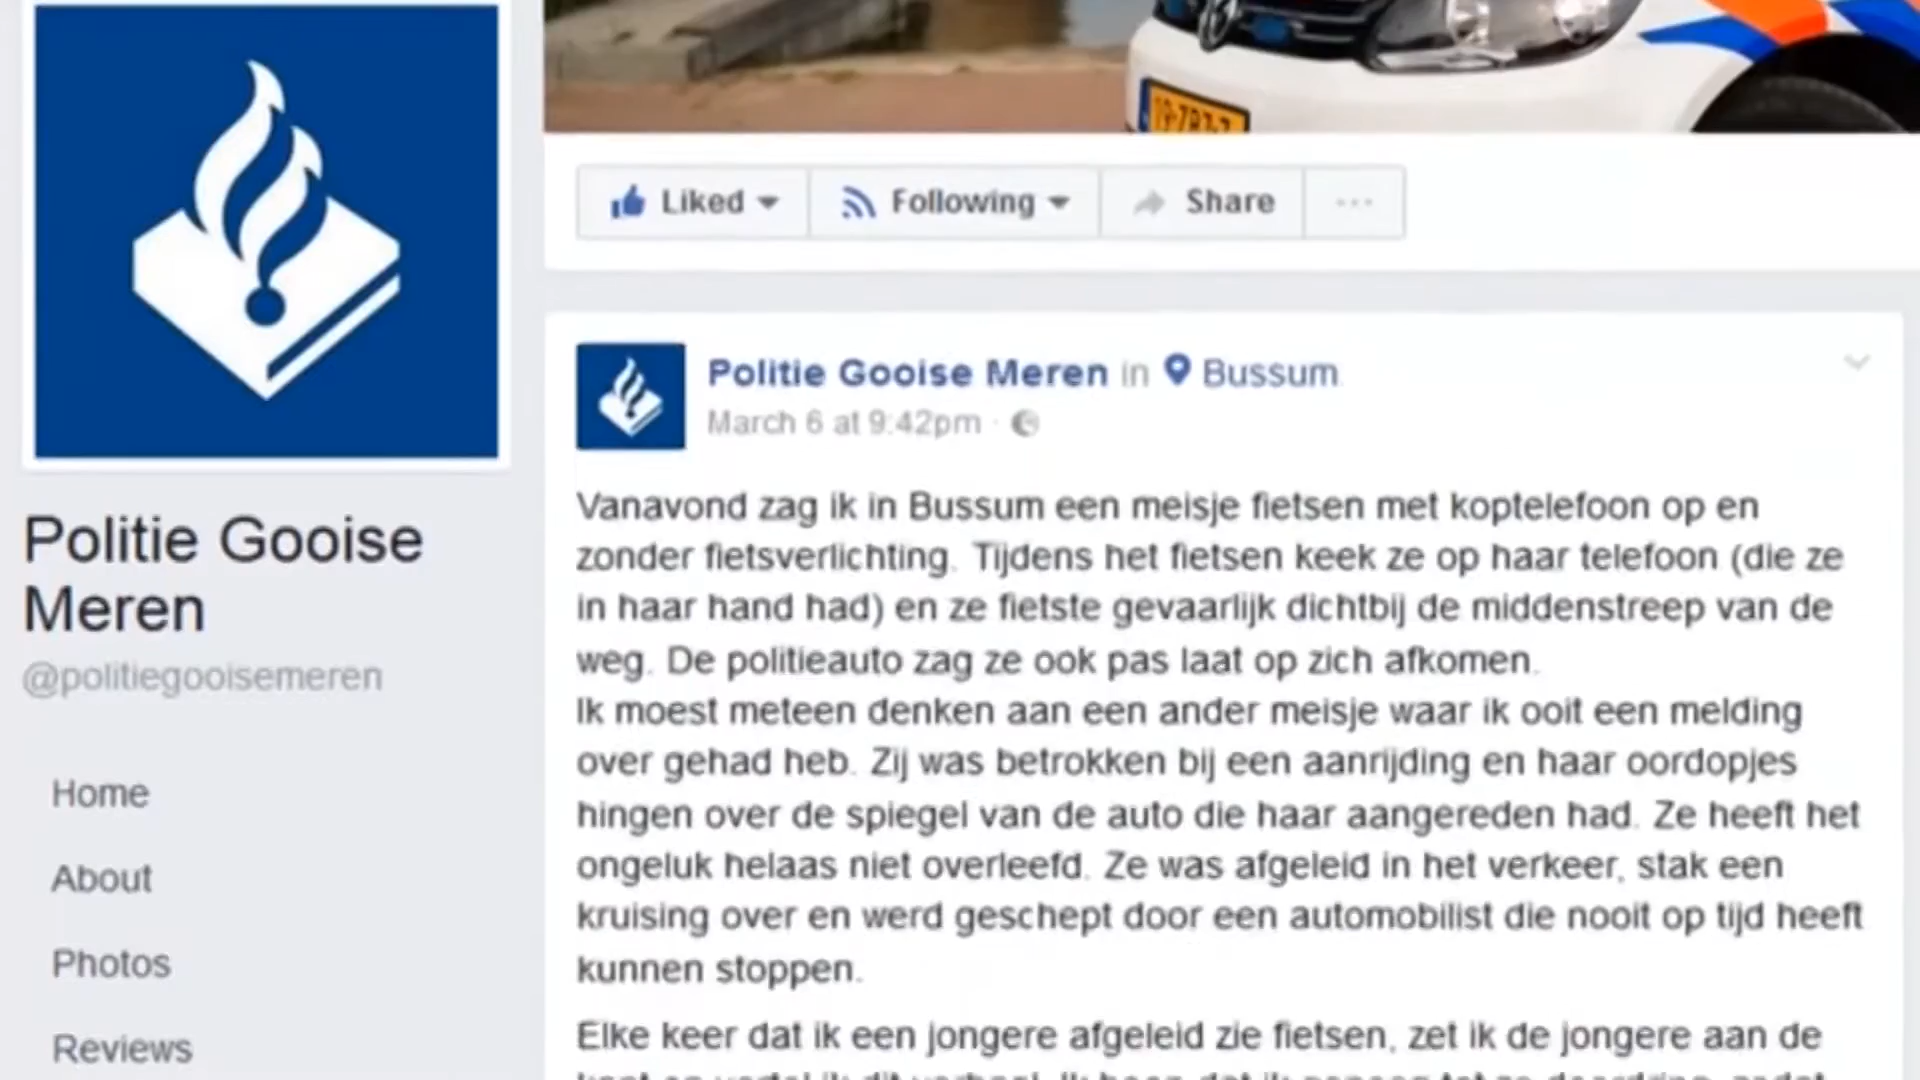 19-ZBJ-7
Liked
Following
Share
Politie Gooise
Meren
@politiegooisemeren
Home
About
Photos
Reviews
Politie Gooise Meren in Bussum
March 6 at 9:42pm ·
Vanavond zag ik in Bussum een meisje fietsen met koptelefoon op en
zonder fietsverlichting. Tijdens het fietsen keek ze op haar telefoon (die ze
in haar hand had) en ze fietste gevaarlijk dichtbij de middenstreep van de
weg. De politieauto zag ze ook pas laat op zich afkomen.
Ik moest meteen denken aan een ander meisje waar ik ooit een melding
over gehad heb. Zij was betrokken bij een aanrijding en haar oordopjes
hingen over de spiegel van de auto die haar aangereden had. Ze heeft het
ongeluk helaas niet overleefd. Ze was afgeleid in het verkeer, stak een
kruising over en werd geschept door een automobilist die nooit op tijd heeft
kunnen stoppen.
Elke keer dat ik een jongere afgeleid zie fietsen, zet ik de jongere aan de